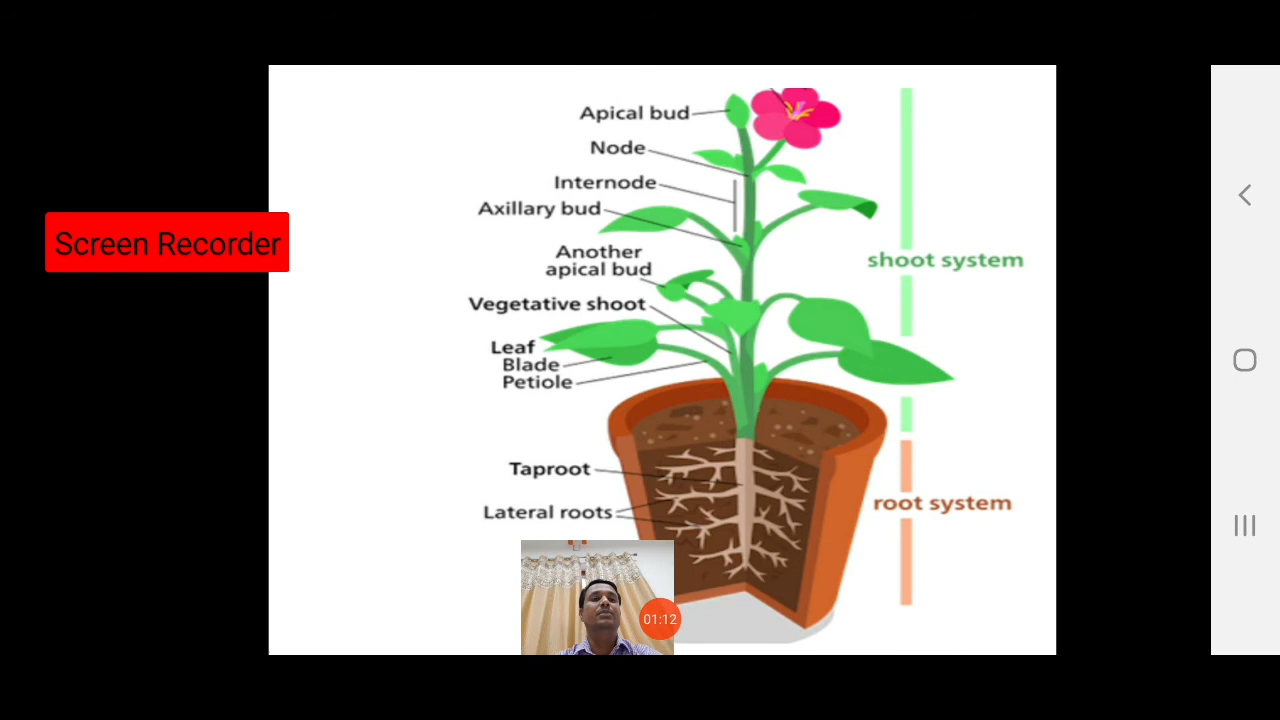 Apical bud
Node
Internode
Axillary bud
Screen Recorder
Another
apical bud
shoot system
Vegetative shoot
Leaf
Blade
Petiole
Taproot
root system
Lateral roots
01:12